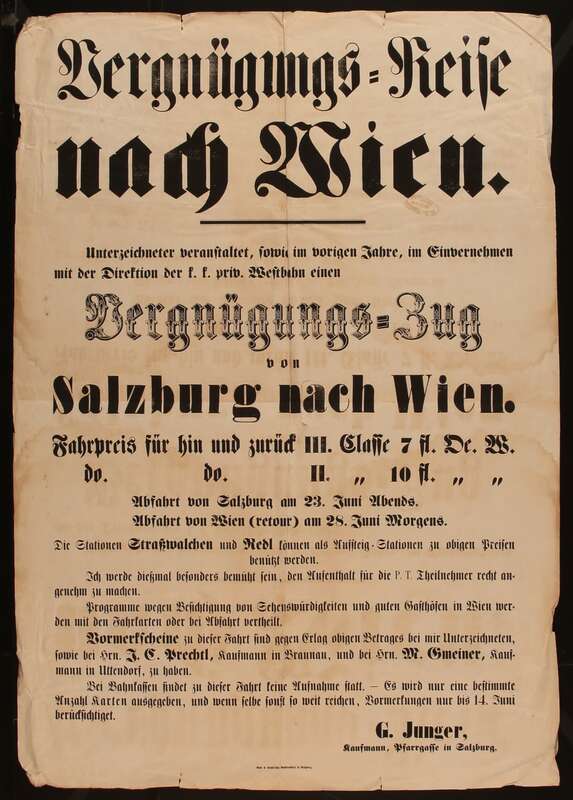 Vergnügungs-Reise
nach Wien.
Unterzeichneter veranstaltet, sowie im vorigen Jahre, im Einvernehmen
mit der Direktion der k. k. priv. Westbahn einen
Vergnügungs-Zug
von
Salzburg nach Wien.
Fahrpreis für hin und zurück III. Classe 7 fl. Oe. W.
do. do. II. „ 10 fl. „ „
Abfahrt von Salzburg am 23. Juni Abends.
Abfahrt von Wien (retour) am 28. Juni Morgens.
Die Stationen Straßwalchen und Redl können als Aufsteig-Stationen zu obigen Preisen
benützt werden.
Ich werde dießmal besonders bemüht sein, den Aufenthalt für die P. T. Theilnehmer recht an-
genehm zu machen.
Programme wegen Besichtigung von Sehenswürdigkeiten und guten Gasthöfen in Wien wer-
den mit den Fahrkarten oder bei Abfahrt vertheilt.
Vormerkscheine zu dieser Fahrt sind gegen Erlag obigen Betrages bei mir Unterzeichneten,
sowie bei Hrn. J. C. Prechtl, Kaufmann in Braunau, und bei Hrn. M. Gmeiner, Kauf-
mann in Uttendorf, zu haben.
Bei Bahnkassen findet zu dieser Fahrt keine Aufnahme statt. — Es wird nur eine bestimmte
Anzahl Karten ausgegeben, und wenn selbe sonst so weit reichen, Vormerkungen nur bis 14. Juni
berücksichtiget.
G. Junger,
Kaufmann, Pfarrgasse in Salzburg.